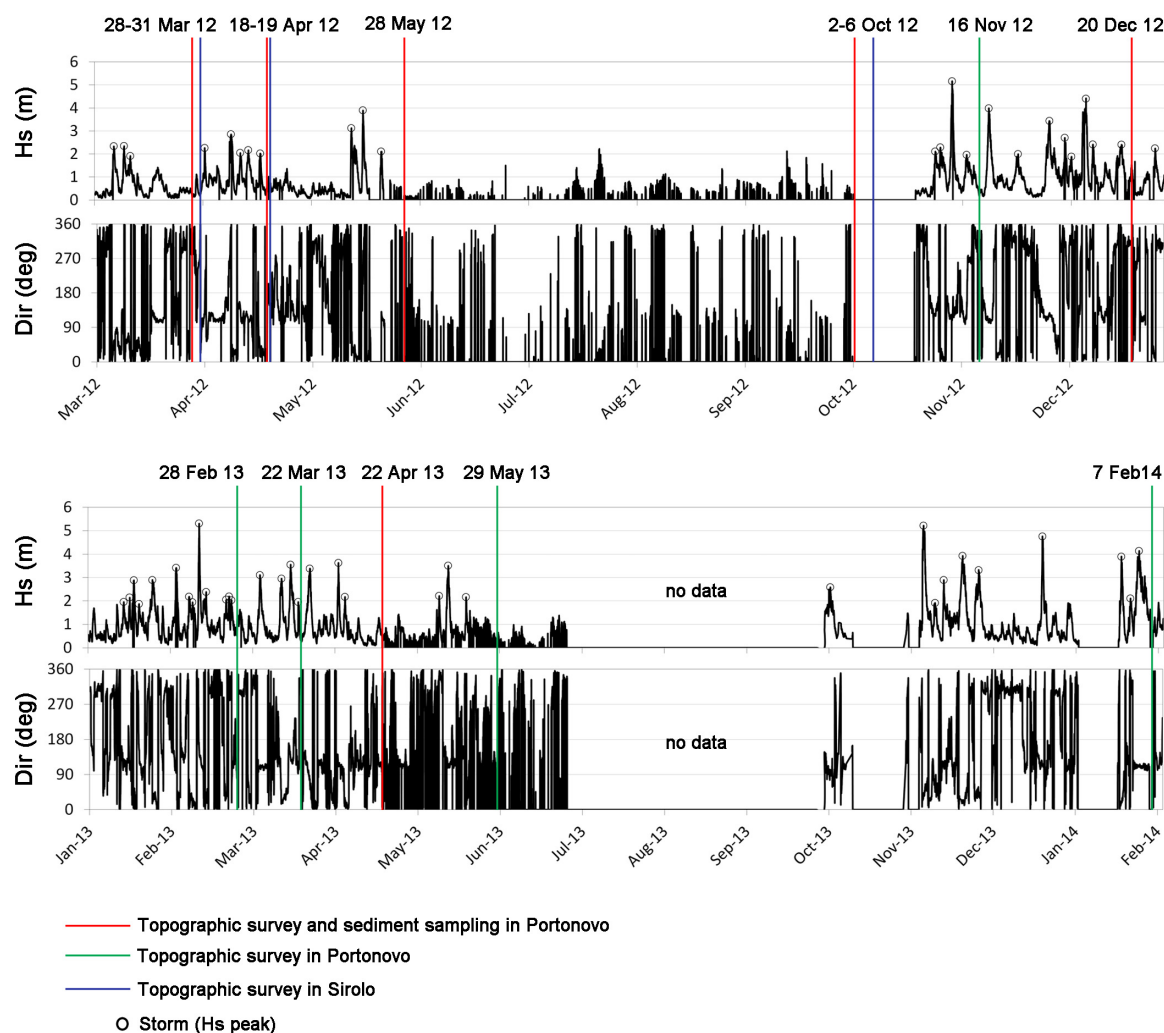 28-31 Mar 12 18-19 Apr 12 28 May 12 2-6 Oct 12 16 Nov 12 20 Dec 12
Hs (m)
6
5
4
3
2
1
0
Dir (deg)
360
270
180
90
0
Mar-12 Apr-12 May-12 Jun-12 Jul-12 Aug-12 Sep-12 Oct-12 Nov-12 Dec-12
28 Feb 13 22 Mar 13 22 Apr 13 29 May 13 7 Feb14
Hs (m)
6
5
4
3
2
1
0
no data
Dir (deg)
360
270
180
90
0
no data
Jan-13 Feb-13 Mar-13 Apr-13 May-13 Jun-13 Jul-13 Aug-13 Sep-13 Oct-13 Nov-13 Dec-13 Jan-14 Feb-14
Topographic survey and sediment sampling in Portonovo
Topographic survey in Portonovo
Topographic survey in Sirolo
Storm (Hs peak)